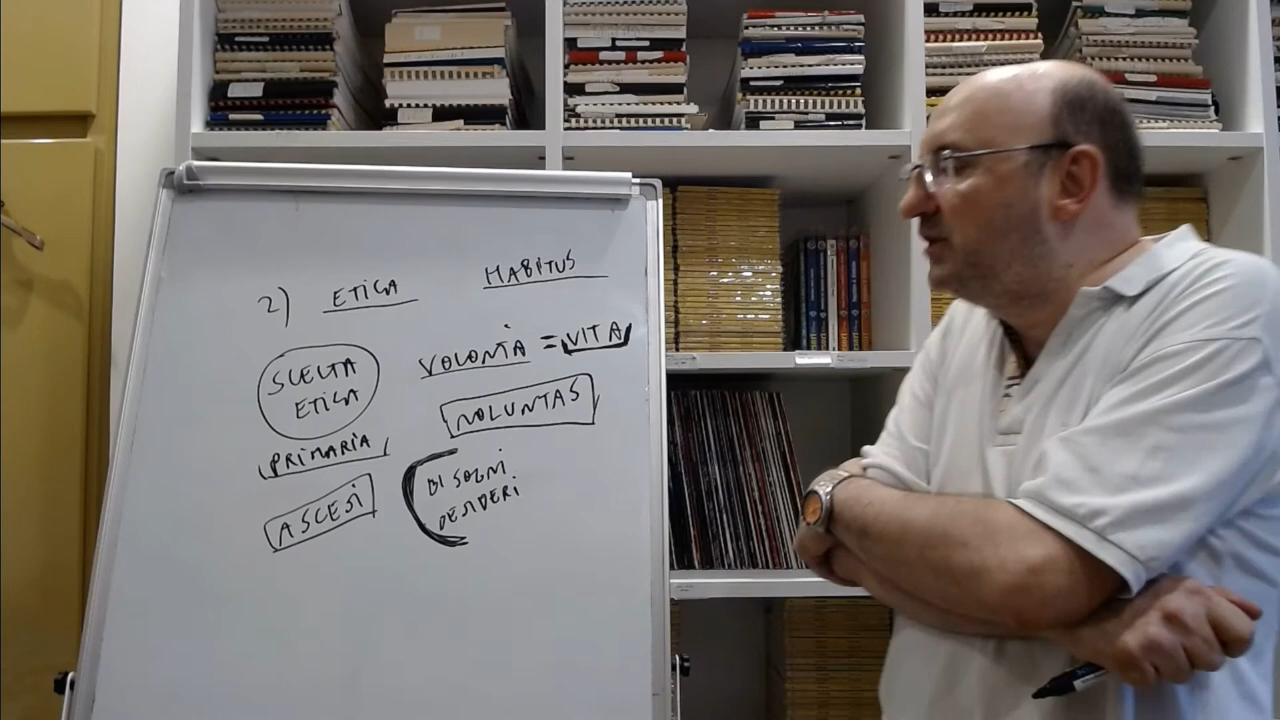 2) ETICA HABITUS
SCELTA
ETICA
(PRIMARIA)
ASCESI
VOLONTÀ = VITA
NOLUNTAS
BISOGNI
DESIDERI